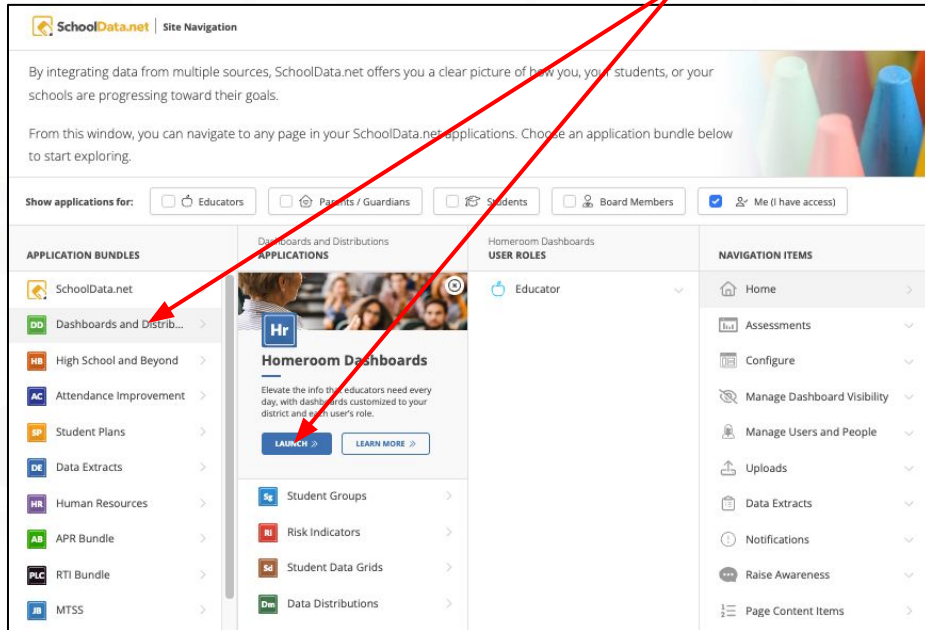 SchoolData.net | Site Navigation
By integrating data from multiple sources, SchoolData.net offers you a clear picture of how you, your students, or your
schools are progressing toward their goals.
From this window, you can navigate to any page in your SchoolData.net applications. Choose an application bundle below
to start exploring.
Show applications for:
Educators
Parents / Guardians
Students
Board Members
Me (I have access)
APPLICATION BUNDLES
SchoolData.net
DD Dashboards and Distrib...
HB High School and Beyond
AC Attendance Improvement
SP Student Plans
DE Data Extracts
HR Human Resources
AB APR Bundle
PLC RTI Bundle
JB MTSS
Dashboards and Distributions
APPLICATIONS
Hr
Homeroom Dashboards
Elevate the info that educators need every
day, with dashboards customized to your
district and each user's role.
LAUNCH »
LEARN MORE »
Sg Student Groups
RI Risk Indicators
Sd Student Data Grids
Dm Data Distributions
Homeroom Dashboards
USER ROLES
Educator
NAVIGATION ITEMS
Home
Assessments
Configure
Manage Dashboard Visibility
Manage Users and People
Uploads
Data Extracts
Notifications
Raise Awareness
Page Content Items